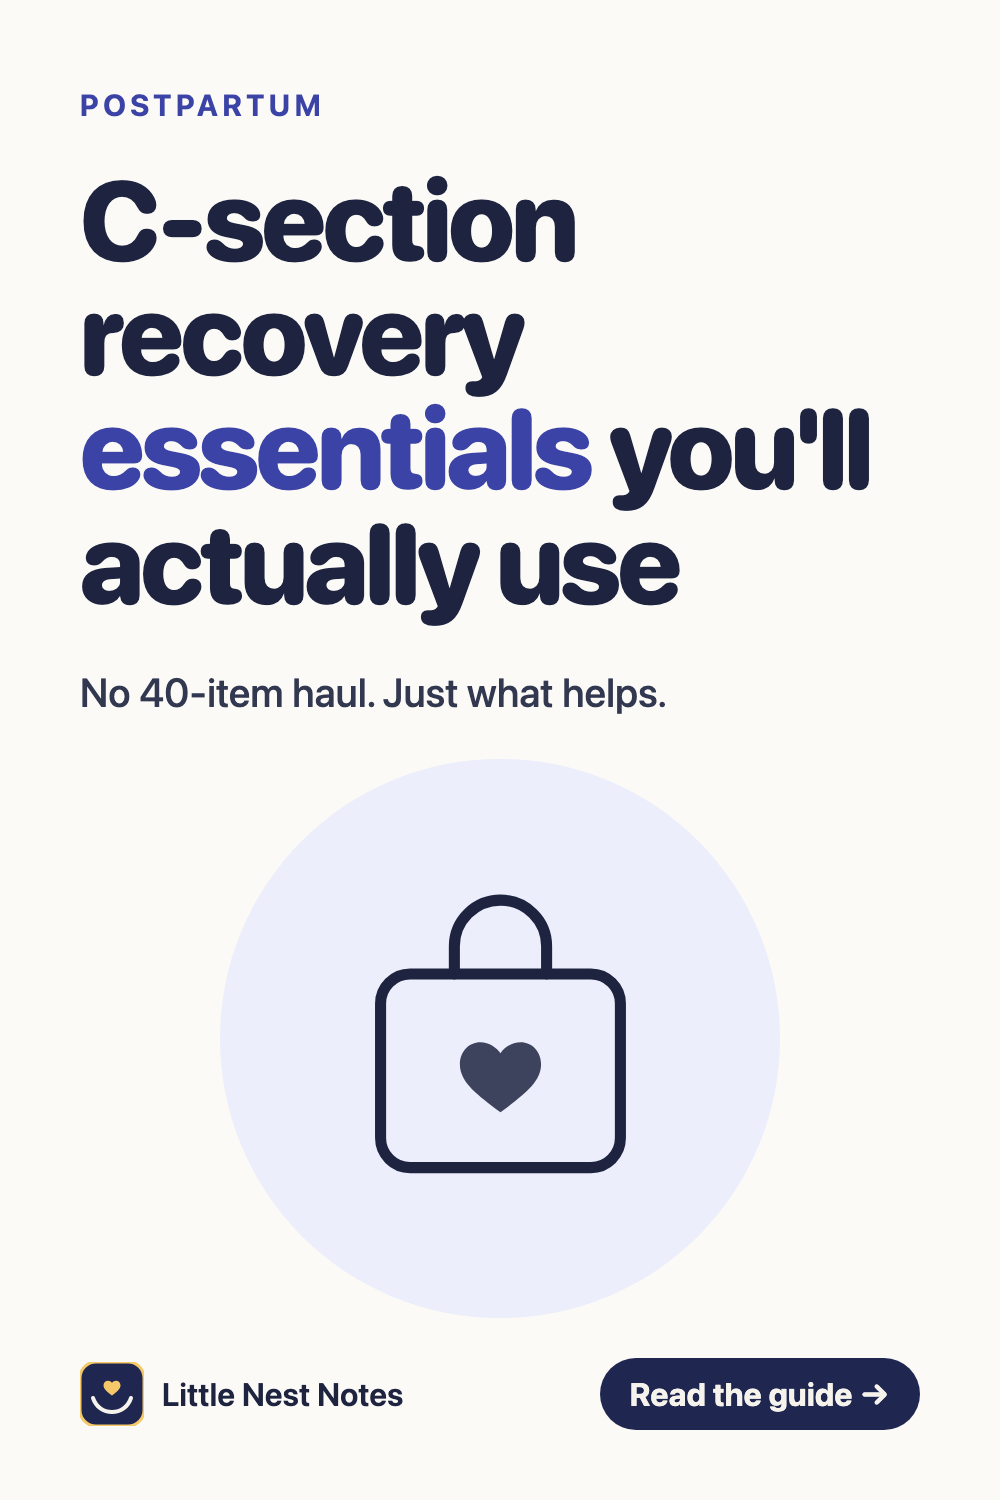 POSTPARTUM
C-section
recovery
essentials you'll
actually use
No 40-item haul. Just what helps.
Little Nest Notes
Read the guide →